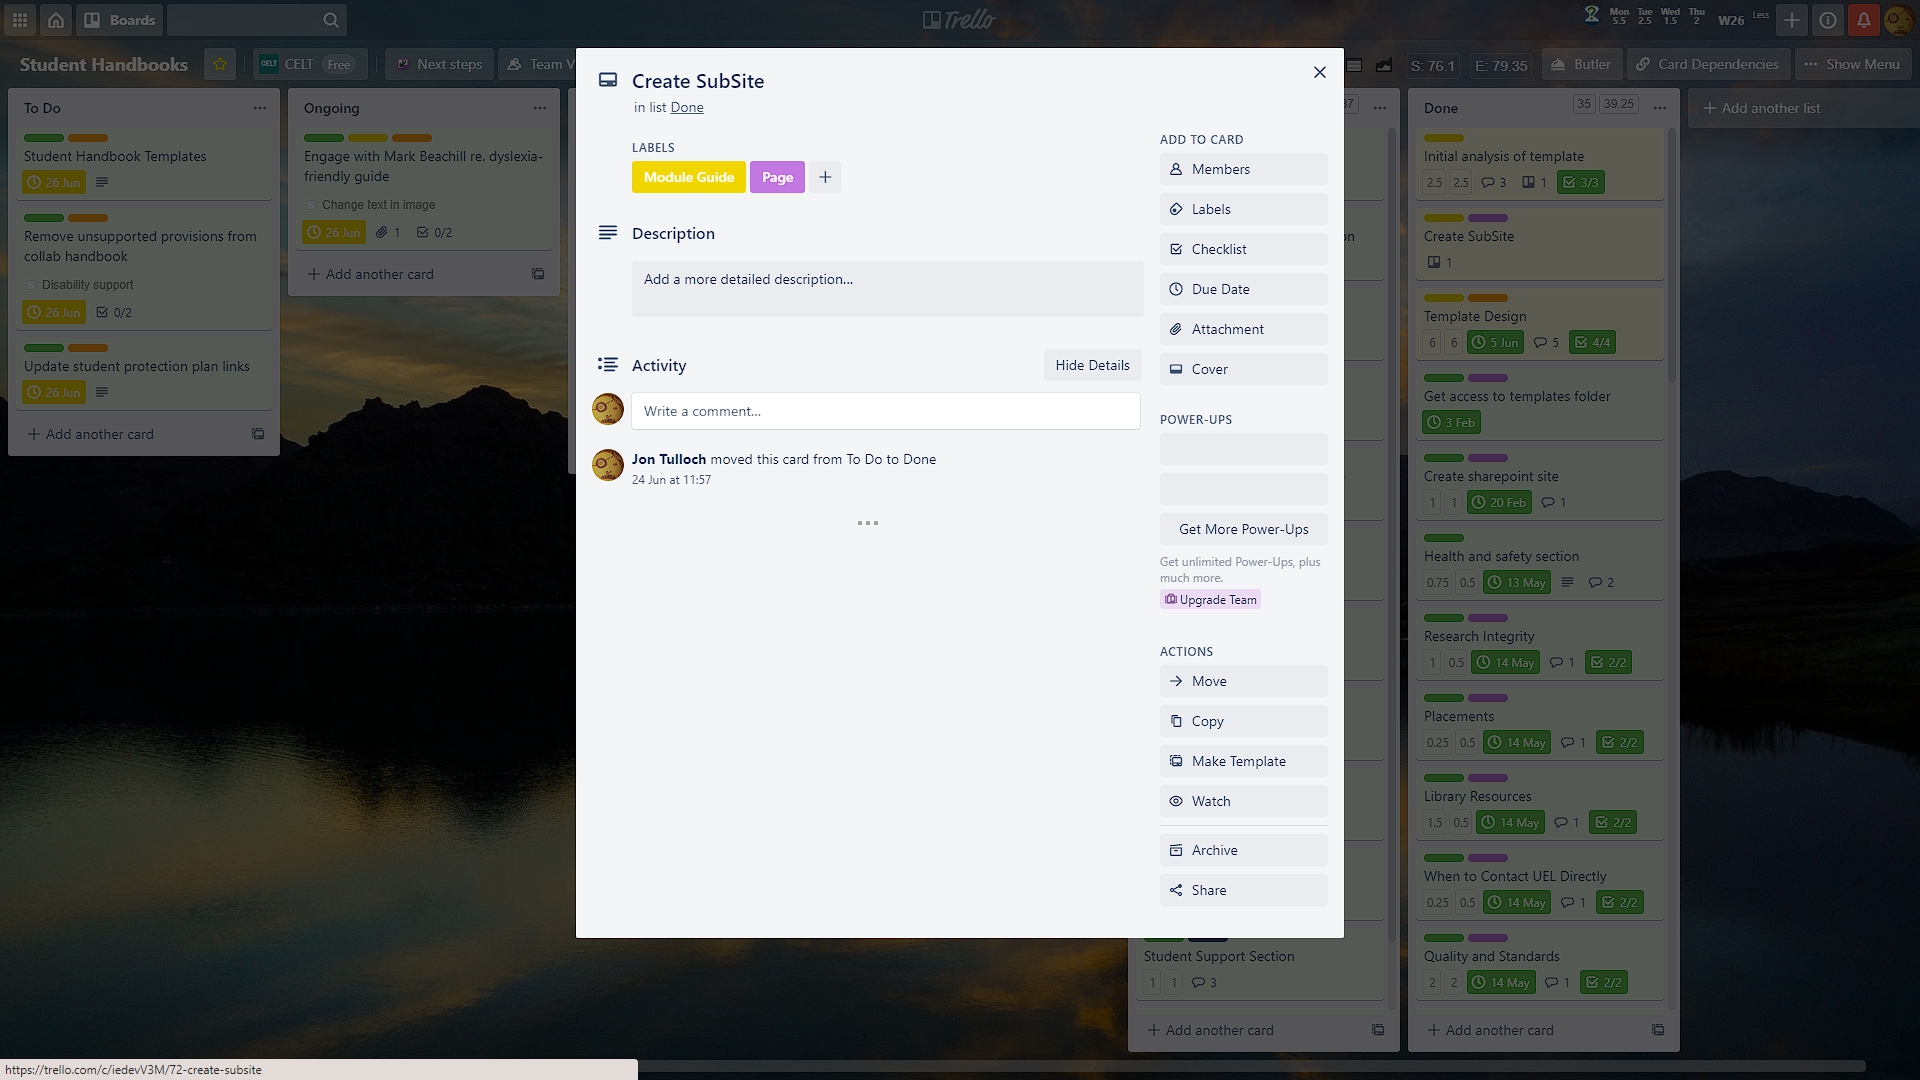 Boards
Trello
Mon Tue Wed Thu
5.5 2.5 1.5 2
W26
Less
Student Handbooks
CELT CELT Free
Next steps
Team V
S: 76.1
E: 79.35
Butler
Card Dependencies
Show Menu
To Do
Student Handbook Templates
26 Jun
Remove unsupported provisions from
collab handbook
Disability support
26 Jun 0/2
Update student protection plan links
26 Jun
Add another card
Ongoing
Engage with Mark Beachill re. dyslexia-
friendly guide
Change text in image
26 Jun 1 0/2
Add another card
Create SubSite
in list Done
LABELS
Module Guide Page
Description
Add a more detailed description...
Activity
Hide Details
Write a comment...
Jon Tulloch moved this card from To Do to Done
24 Jun at 11:57
ADD TO CARD
Members
Labels
Checklist
Due Date
Attachment
Cover
POWER-UPS
Get More Power-Ups
Get unlimited Power-Ups, plus
much more.
Upgrade Team
ACTIONS
Move
Copy
Make Template
Watch
Archive
Share
Student Support Section
1 1 3
Add another card
Done
35 39.25
Initial analysis of template
2.5 2.5 3 1 3/3
Create SubSite
1
Template Design
6 6 5 Jun 5 4/4
Get access to templates folder
3 Feb
Create sharepoint site
1 1 20 Feb 1
Health and safety section
0.75 0.5 13 May 2
Research Integrity
1 0.5 14 May 1 2/2
Placements
0.25 0.5 14 May 1 2/2
Library Resources
1.5 0.5 14 May 1 2/2
When to Contact UEL Directly
0.25 0.5 14 May 1 2/2
Quality and Standards
2 2 14 May 1 2/2
Add another card
Add another list
https://trello.com/c/iedevV3M/72-create-subsite